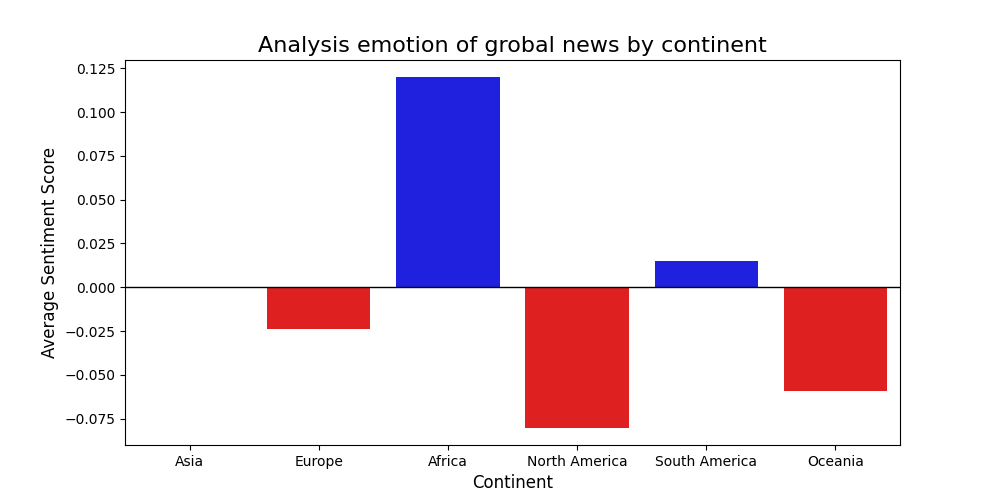 Analysis emotion of grobal news by continent
0.125
0.100
0.075
0.050
0.025
0.000
−0.025
−0.050
−0.075
Average Sentiment Score
Asia Europe Africa North America South America Oceania
Continent